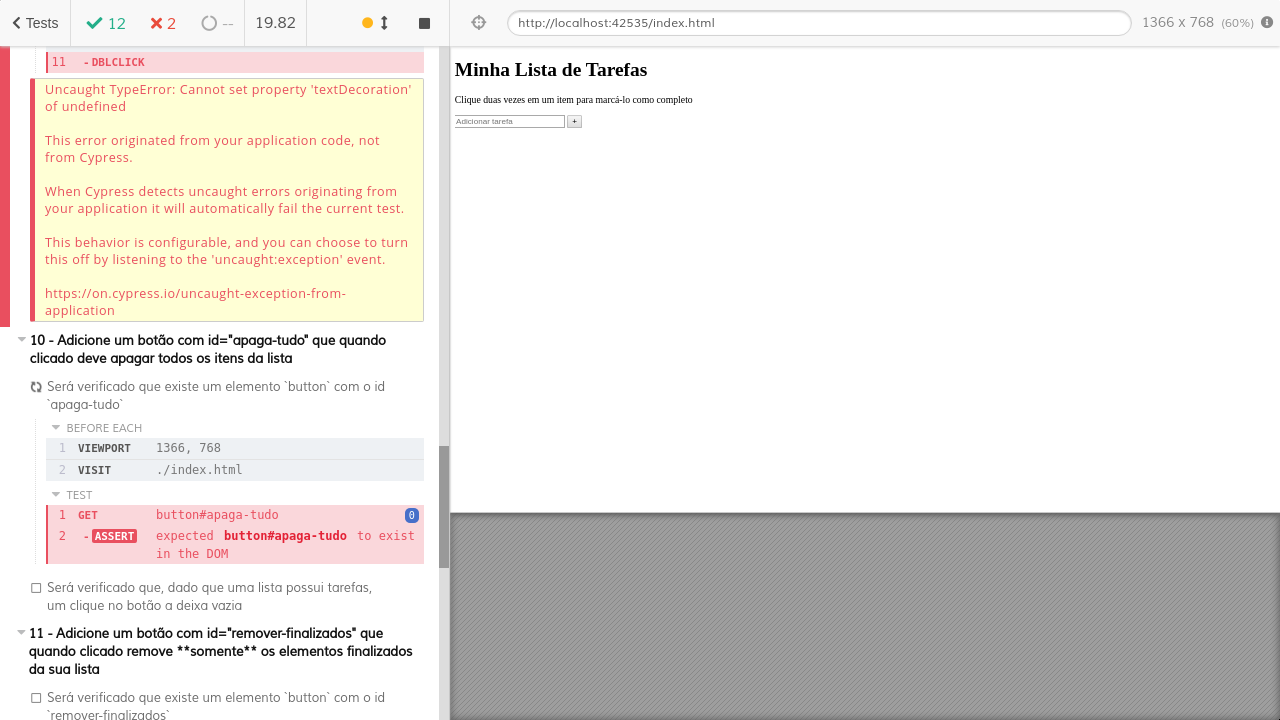 Tests
12
2
--
19.82
http://localhost:42535/index.html
1366 x 768 (60%)
11 - DBLCLICK
Uncaught TypeError: Cannot set property 'textDecoration'
of undefined
This error originated from your application code, not
from Cypress.
When Cypress detects uncaught errors originating from
your application it will automatically fail the current test.
This behavior is configurable, and you can choose to turn
this off by listening to the 'uncaught:exception' event.
https://on.cypress.io/uncaught-exception-from-
application
10 - Adicione um botão com id="apaga-tudo" que quando
clicado deve apagar todos os itens da lista
Será verificado que existe um elemento `button` com o id
`apaga-tudo`
BEFORE EACH
1 VIEWPORT 1366, 768
2 VISIT ./index.html
TEST
1 GET button#apaga-tudo 0
2 - ASSERT expected button#apaga-tudo to exist
in the DOM
Será verificado que, dado que uma lista possui tarefas,
um clique no botão a deixa vazia
11 - Adicione um botão com id="remover-finalizados" que
quando clicado remove **somente** os elementos finalizados
da sua lista
Será verificado que existe um elemento `button` com o id
`remover-finalizados`
Minha Lista de Tarefas
Clique duas vezes em um item para marcá-lo como completo
Adicionar tarefa +